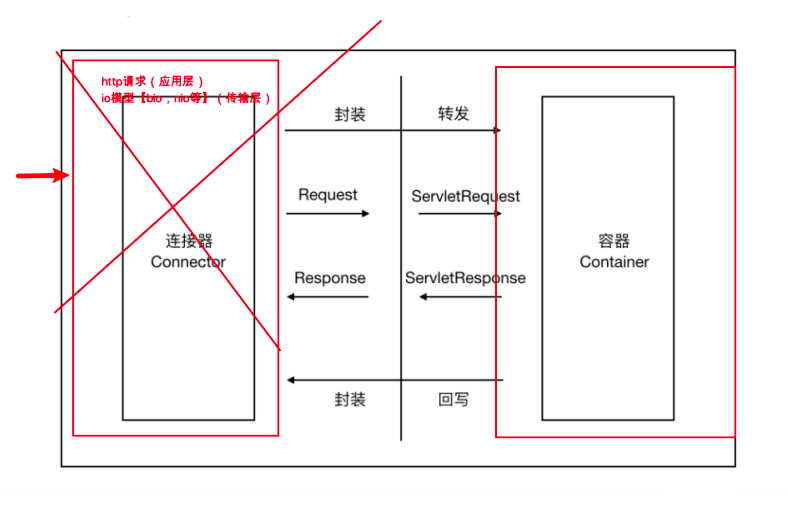 http请求（应用层）
io模型【bio，nio等】（传输层）
封装
转发
Request
ServletRequest
连接器
Connector
容器
Container
Response
ServletResponse
封装
回写